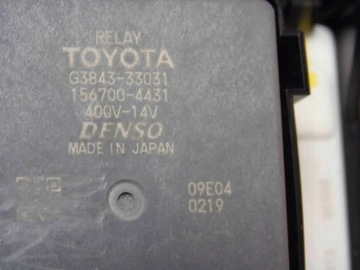 RELAY
TOYOTA
G3843-33031
156700-4431
400V-14V
DENSO
MADE IN JAPAN
09E04
0219